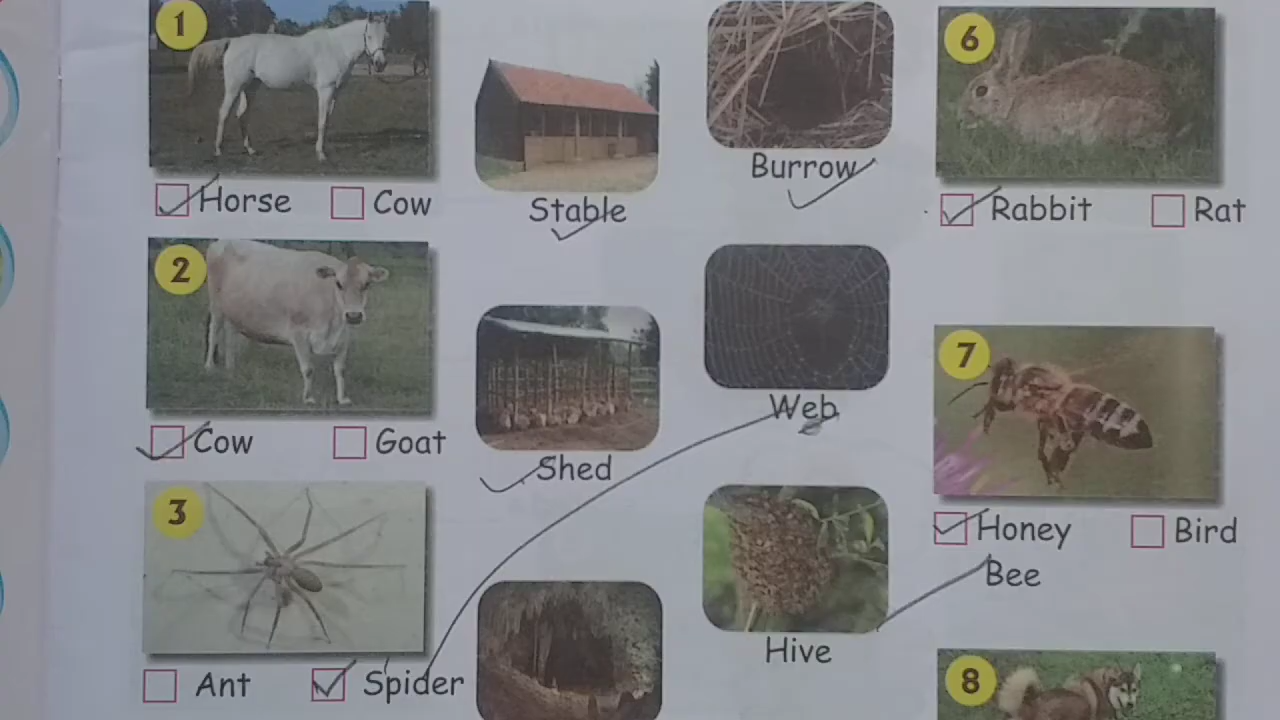 1
Horse
Cow
Stable
Burrow
6
Rabbit
Rat
2
Cow
Goat
Shed
Web
7
Honey
Bee
Bird
3
Ant
Spider
Hive
8